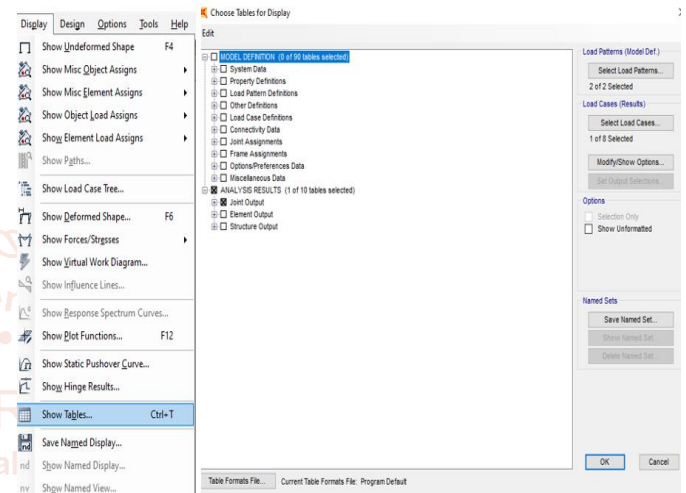 Display Design Options Tools Help
Show Undeformed Shape F4
Show Misc Object Assigns
Show Misc Element Assigns
Show Object Load Assigns
Show Element Load Assigns
Show Paths...
Show Load Case Tree...
Show Deformed Shape... F6
Show Forces/Stresses
Show Virtual Work Diagram...
Show Influence Lines...
Show Response Spectrum Curves...
Show Plot Functions... F12
Show Static Pushover Curve...
Show Hinge Results...
Show Tables... Ctrl+T
Save Named Display...
nd Show Named Display...
nv Show Named View...
Choose Tables for Display
Edit
MODEL DEFINITION (0 of 90 tables selected)
System Data
Property Definitions
Load Pattern Definitions
Other Definitions
Load Case Definitions
Connectivity Data
Joint Assignments
Frame Assignments
Options/Preferences Data
Miscellaneous Data
ANALYSIS RESULTS (1 of 10 tables selected)
Joint Output
Element Output
Structure Output
Load Patterns (Model Def.)
Select Load Patterns...
2 of 2 Selected
Load Cases (Results)
Select Load Cases...
1 of 8 Selected
Modify/Show Options...
Set Output Selections...
Options
Selection Only
Show Unformatted
Named Sets
Save Named Set...
Show Named Set...
Delete Named Set...
OK Cancel
Table Formats File... Current Table Formats File: Program Default